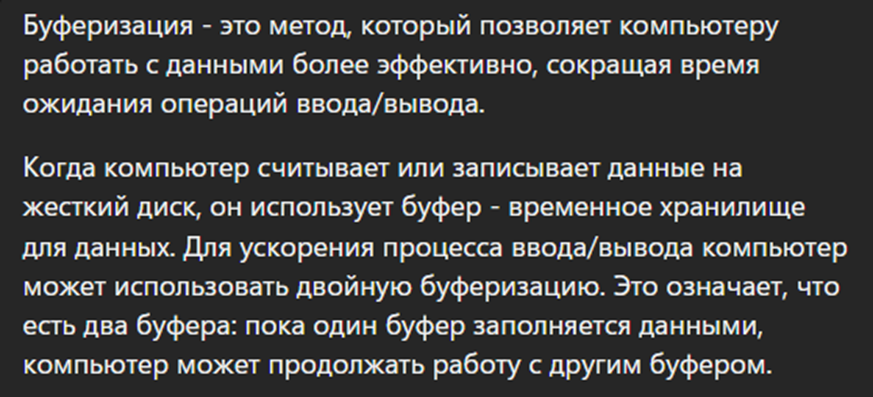 Буферизация - это метод, который позволяет компьютеру
работать с данными более эффективно, сокращая время
ожидания операций ввода/вывода.
Когда компьютер считывает или записывает данные на
жесткий диск, он использует буфер - временное хранилище
для данных. Для ускорения процесса ввода/вывода компьютер
может использовать двойную буферизацию. Это означает, что
есть два буфера: пока один буфер заполняется данными,
компьютер может продолжать работу с другим буфером.